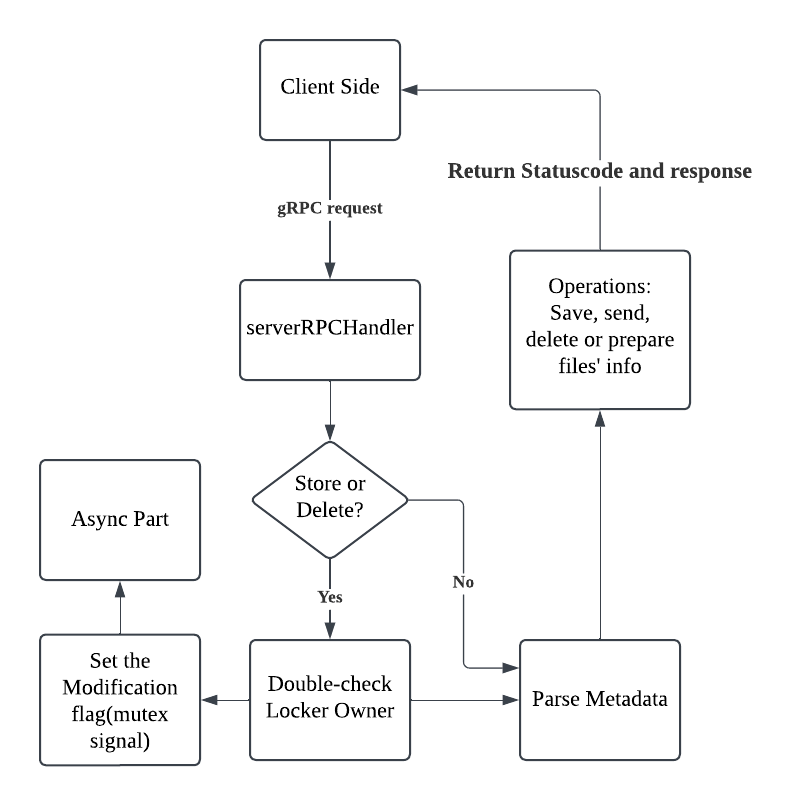 Client Side
Return Statuscode and response
gRPC request
Operations:
Save, send,
delete or prepare
files' info
serverRPCHandler
Store or
Delete?
Async Part
No
Yes
Set the
Modification
flag(mutex
signal)
Double-check
Locker Owner
Parse Metadata